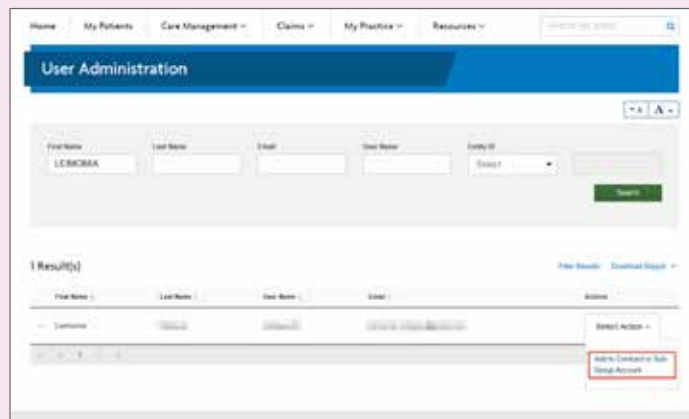 Home My Patients Care Management Claims My Practice Resources
User Administration
A A
First Name Last Name Email User Name Entity ID
Select
Search
1 Result(s)
Filter Results Download Report
First Name Last Name User Name Email Actions
Select Action
1
Add to Contract or Sub
Group Account